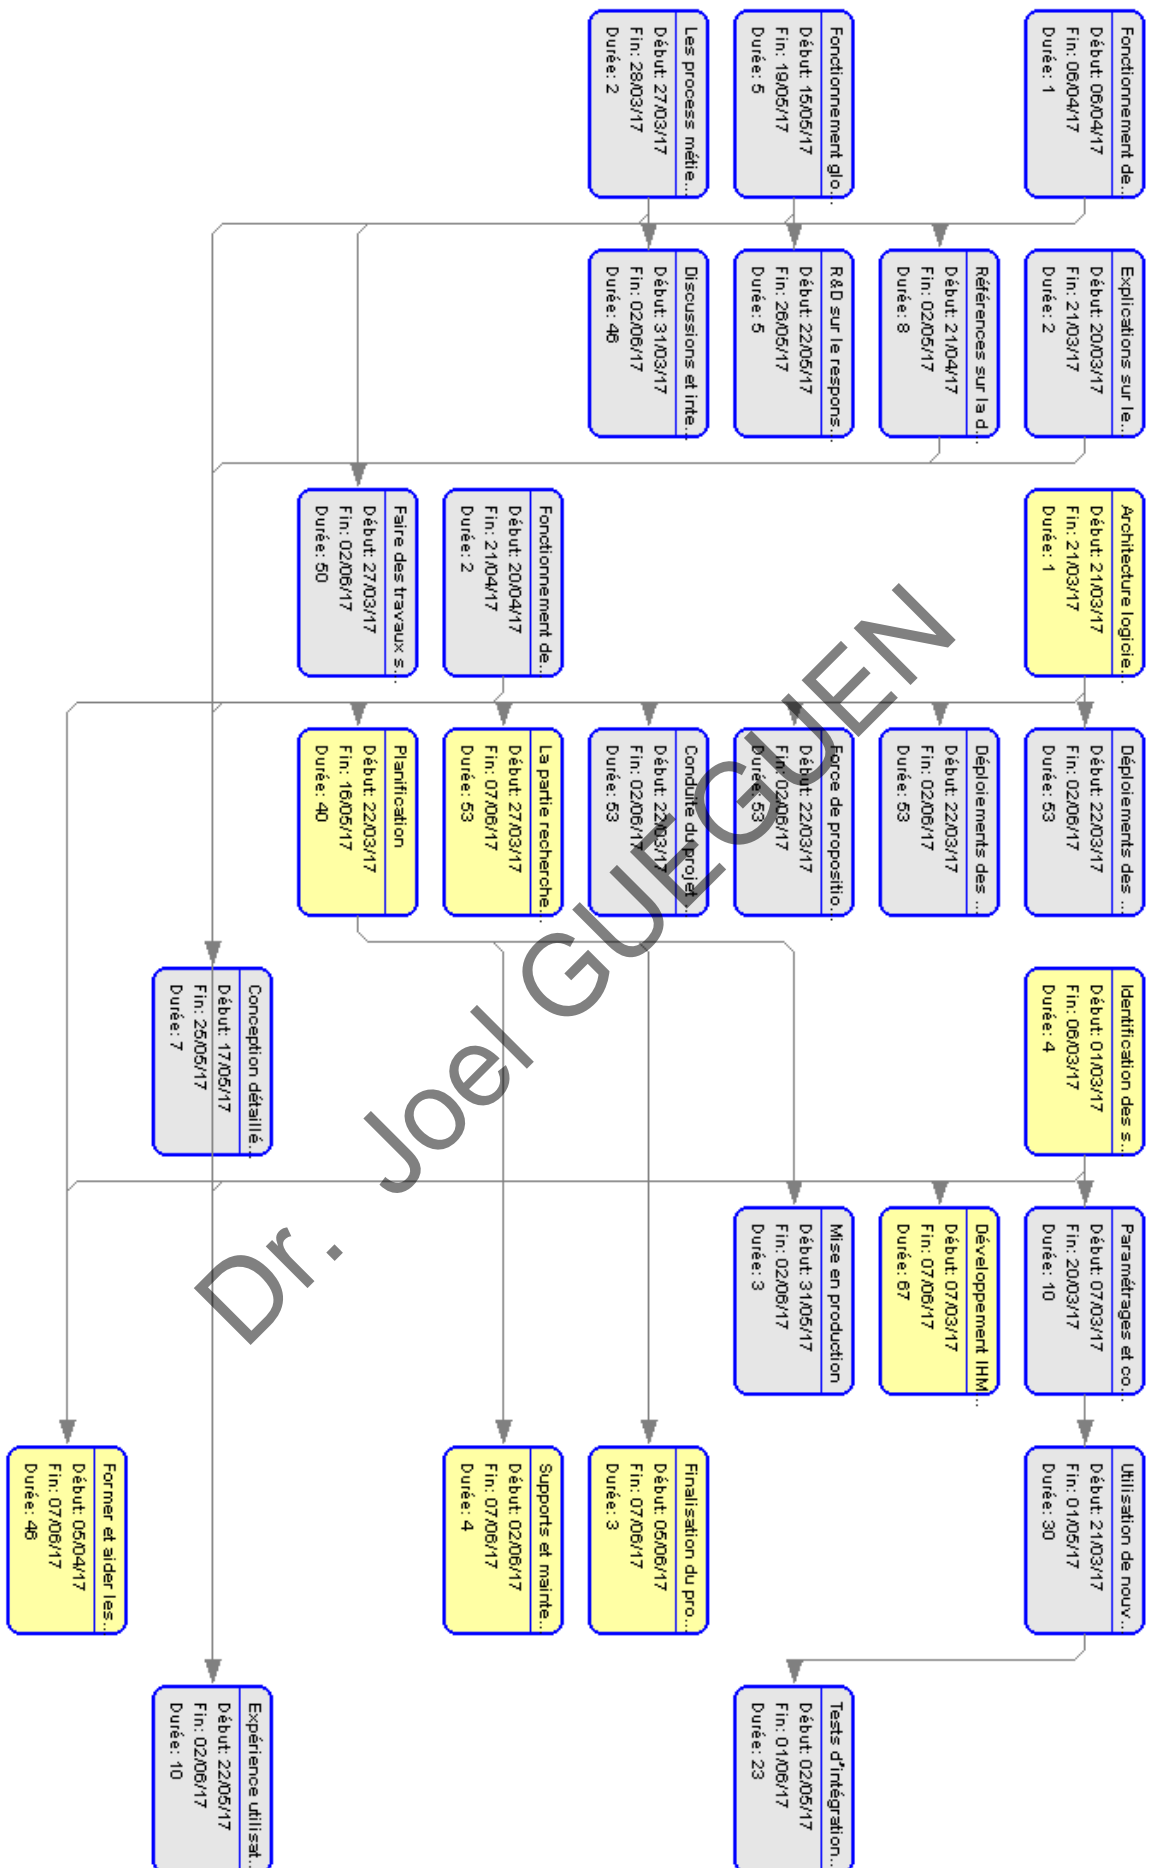 Fonctionnement de...
Début: 06/04/17
Fin: 06/04/17
Durée: 1
Fonctionnement glo...
Début: 15/05/17
Fin: 19/05/17
Durée: 5
Les process métie...
Début: 27/03/17
Fin: 28/03/17
Durée: 2
Explications sur le...
Début: 20/03/17
Fin: 21/03/17
Durée: 2
Références sur la d...
Début: 21/04/17
Fin: 02/05/17
Durée: 8
R&D sur le respons...
Début: 22/05/17
Fin: 26/05/17
Durée: 5
Discussions et inte...
Début: 31/03/17
Fin: 02/06/17
Durée: 46
Architecture logicie...
Début: 21/03/17
Fin: 21/03/17
Durée: 1
Fonctionnement de...
Début: 20/04/17
Fin: 21/04/17
Durée: 2
Faire des travaux s...
Début: 27/03/17
Fin: 02/06/17
Durée: 50
Déploiements des ...
Début: 22/03/17
Fin: 02/06/17
Durée: 53
Déploiements des ...
Début: 22/03/17
Fin: 02/06/17
Durée: 53
Force de propositio...
Début: 22/03/17
Fin: 02/06/17
Durée: 53
Conduite du projet ...
Début: 22/03/17
Fin: 02/06/17
Durée: 53
La partie recherche...
Début: 27/03/17
Fin: 07/06/17
Durée: 53
Planification
Début: 22/03/17
Fin: 16/05/17
Durée: 40
Identification des s...
Début: 01/03/17
Fin: 06/03/17
Durée: 4
Conception détaillé...
Début: 17/05/17
Fin: 25/05/17
Durée: 7
Paramétrages et co...
Début: 07/03/17
Fin: 20/03/17
Durée: 10
Développement IHM...
Début: 07/03/17
Fin: 07/06/17
Durée: 67
Mise en production
Début: 31/05/17
Fin: 02/06/17
Durée: 3
Utilisation de nouv...
Début: 21/03/17
Fin: 01/05/17
Durée: 30
Finalisation du pro...
Début: 05/06/17
Fin: 07/06/17
Durée: 3
Supports et mainte...
Début: 02/06/17
Fin: 07/06/17
Durée: 4
Former et aider les...
Début: 05/04/17
Fin: 07/06/17
Durée: 46
Tests d'intégration...
Début: 02/05/17
Fin: 01/06/17
Durée: 23
Expérience utilisat...
Début: 22/05/17
Fin: 02/06/17
Durée: 10
Dr. Joel GUEGUEN